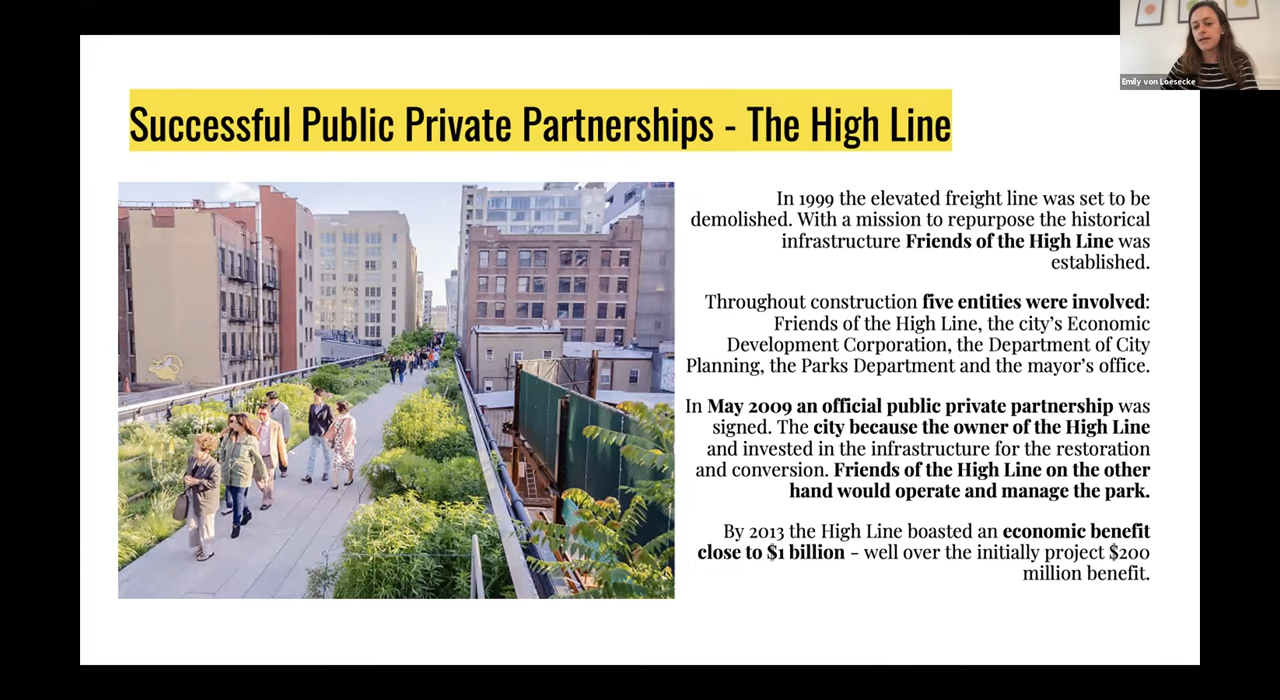 Emily von Loesecke
Successful Public Private Partnerships - The High Line
In 1999 the elevated freight line was set to be
demolished. With a mission to repurpose the historical
infrastructure Friends of the High Line was
established.
Throughout construction five entities were involved:
Friends of the High Line, the city's Economic
Development Corporation, the Department of City
Planning, the Parks Department and the mayor's office.
In May 2009 an official public private partnership was
signed. The city because the owner of the High Line
and invested in the infrastructure for the restoration
and conversion. Friends of the High Line on the other
hand would operate and manage the park.
By 2013 the High Line boasted an economic benefit
close to $1 billion - well over the initially project $200
million benefit.